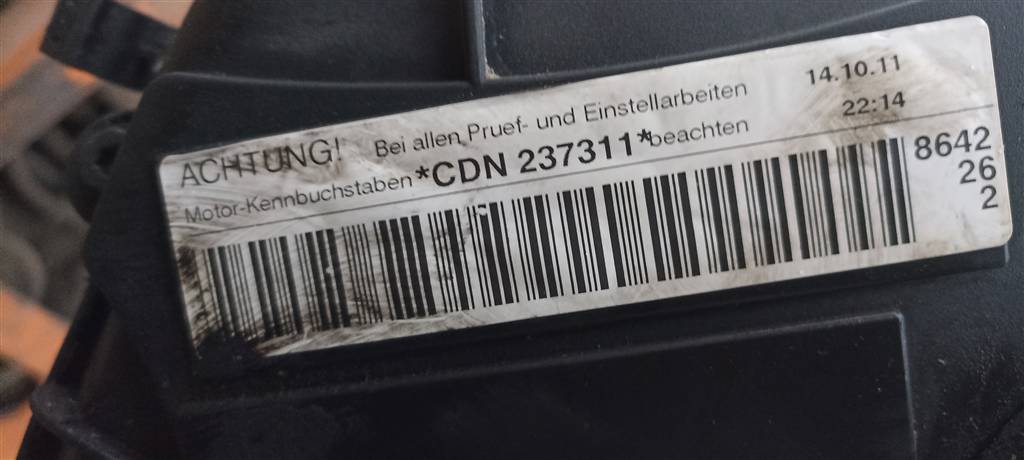 ACHTUNG! Bei allen Pruef- und Einstellarbeiten 14.10.11
Motor-Kennbuchstaben *CDN 237311* beachten 22:14
8642
26
2